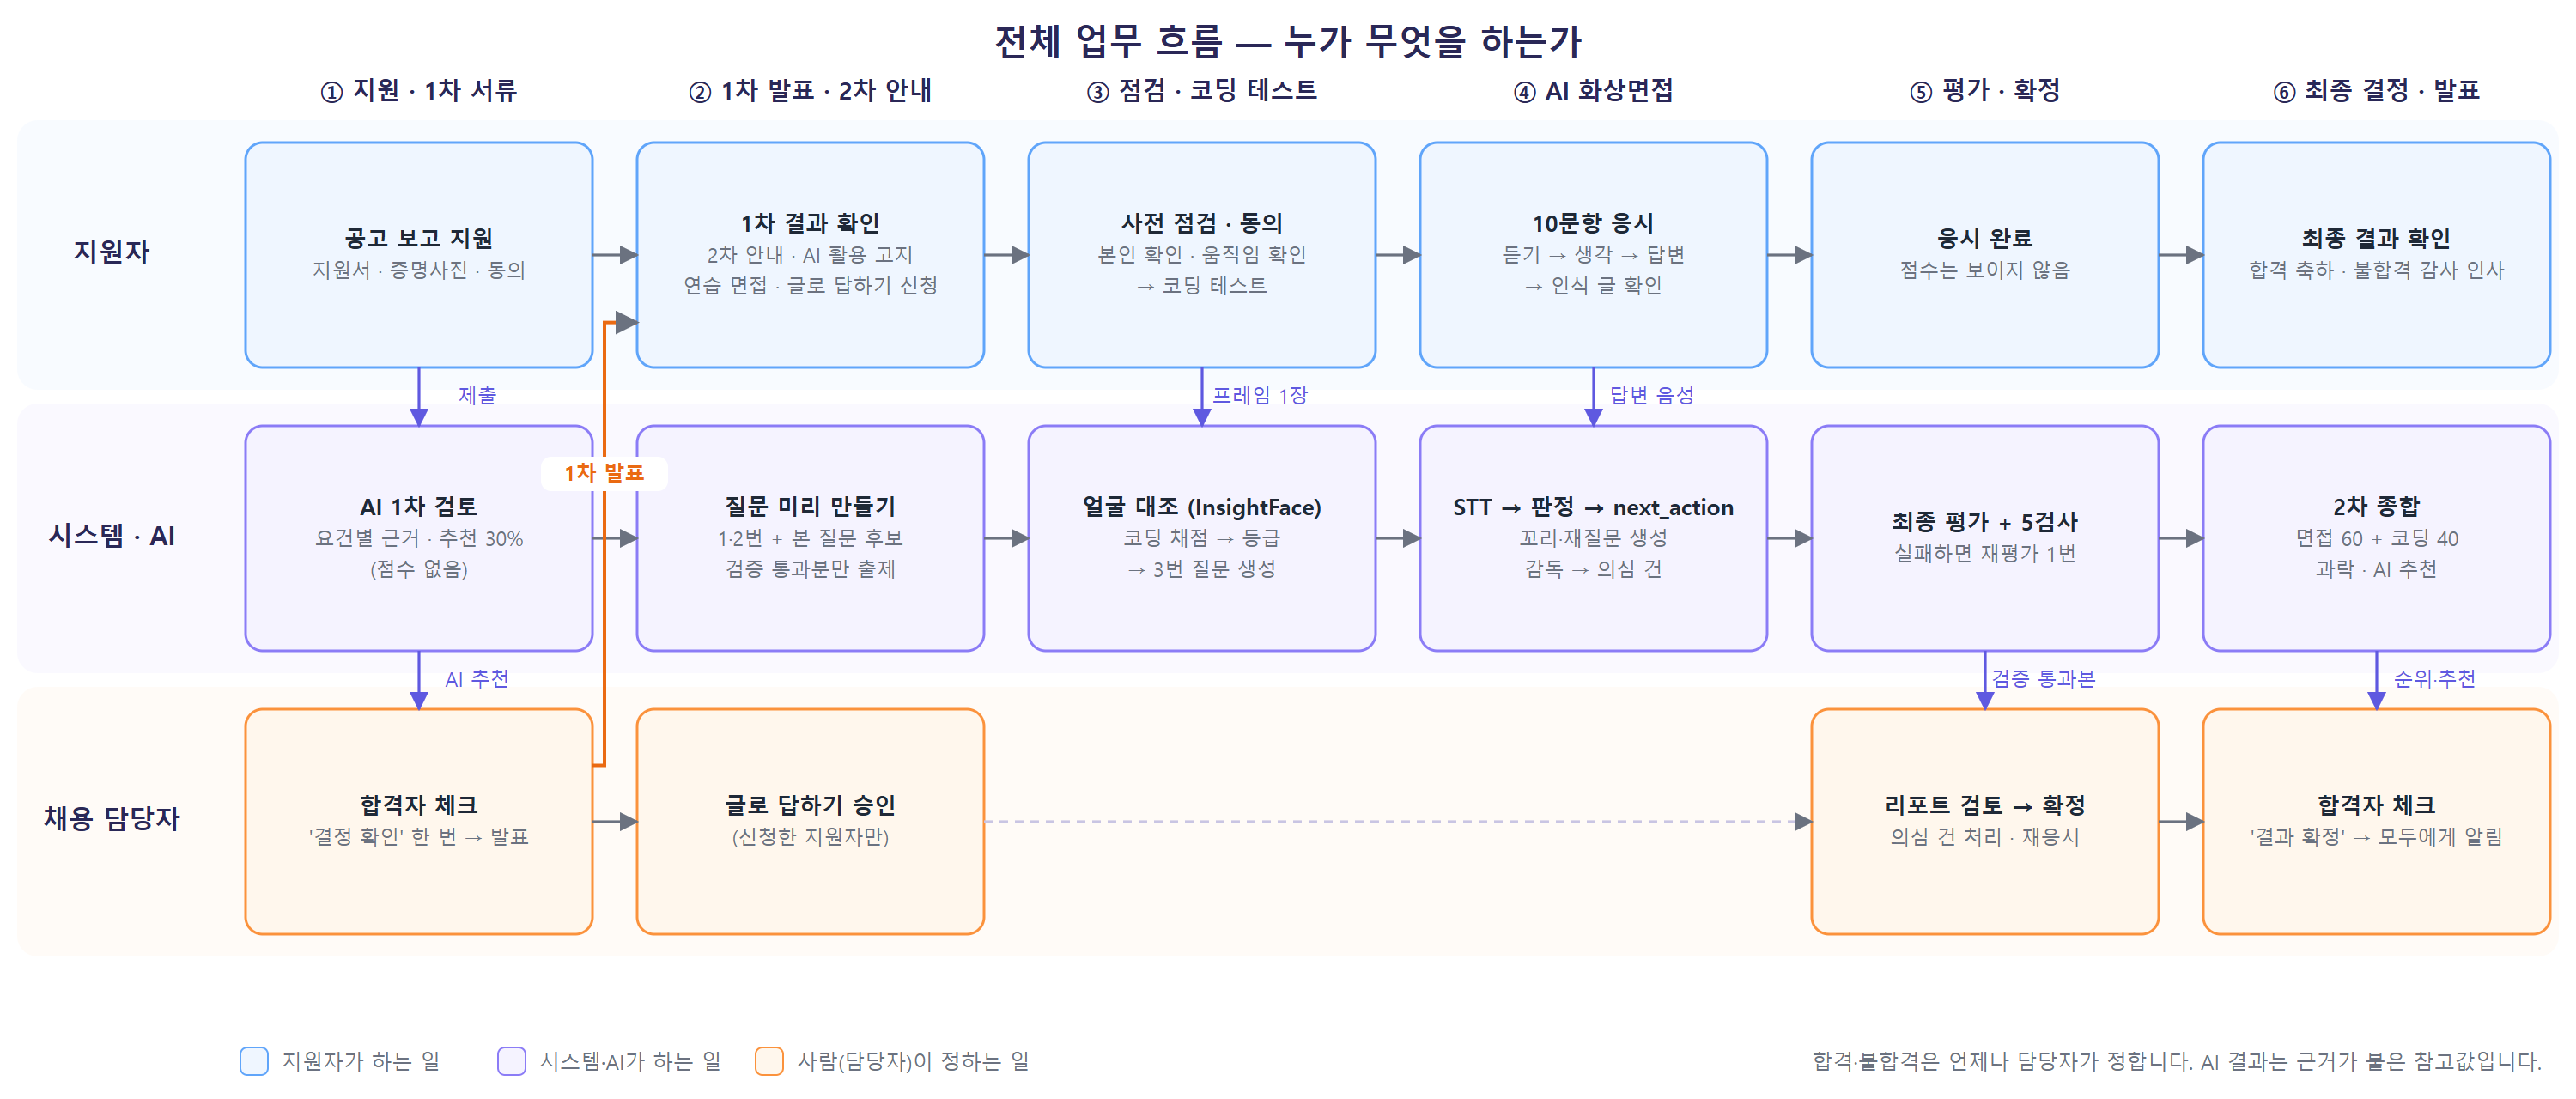 전체 업무 흐름 — 누가 무엇을 하는가
① 지원 · 1차 서류
② 1차 발표 · 2차 안내
③ 점검 · 코딩 테스트
④ AI 화상면접
⑤ 평가 · 확정
⑥ 최종 결정 · 발표
지원자
공고 보고 지원
지원서 · 증명사진 · 동의
1차 결과 확인
2차 안내 · AI 활용 고지
연습 면접 · 글로 답하기 신청
사전 점검 · 동의
본인 확인 · 움직임 확인
→ 코딩 테스트
10문항 응시
듣기 → 생각 → 답변
→ 인식 글 확인
응시 완료
점수는 보이지 않음
최종 결과 확인
합격 축하 · 불합격 감사 인사
제출
프레임 1장
답변 음성
1차 발표
시스템 · AI
AI 1차 검토
요건별 근거 · 추천 30%
(점수 없음)
질문 미리 만들기
1·2번 + 본 질문 후보
검증 통과분만 출제
얼굴 대조 (InsightFace)
코딩 채점 → 등급
→ 3번 질문 생성
STT → 판정 → next_action
꼬리·재질문 생성
감독 → 의심 건
최종 평가 + 5검사
실패하면 재평가 1번
2차 종합
면접 60 + 코딩 40
과락 · AI 추천
AI 추천
검증 통과본
순위·추천
채용 담당자
합격자 체크
'결정 확인' 한 번 → 발표
글로 답하기 승인
(신청한 지원자만)
리포트 검토 → 확정
의심 건 처리 · 재응시
합격자 체크
'결과 확정' → 모두에게 알림
지원자가 하는 일
시스템·AI가 하는 일
사람(담당자)이 정하는 일
합격·불합격은 언제나 담당자가 정합니다. AI 결과는 근거가 붙은 참고값입니다.